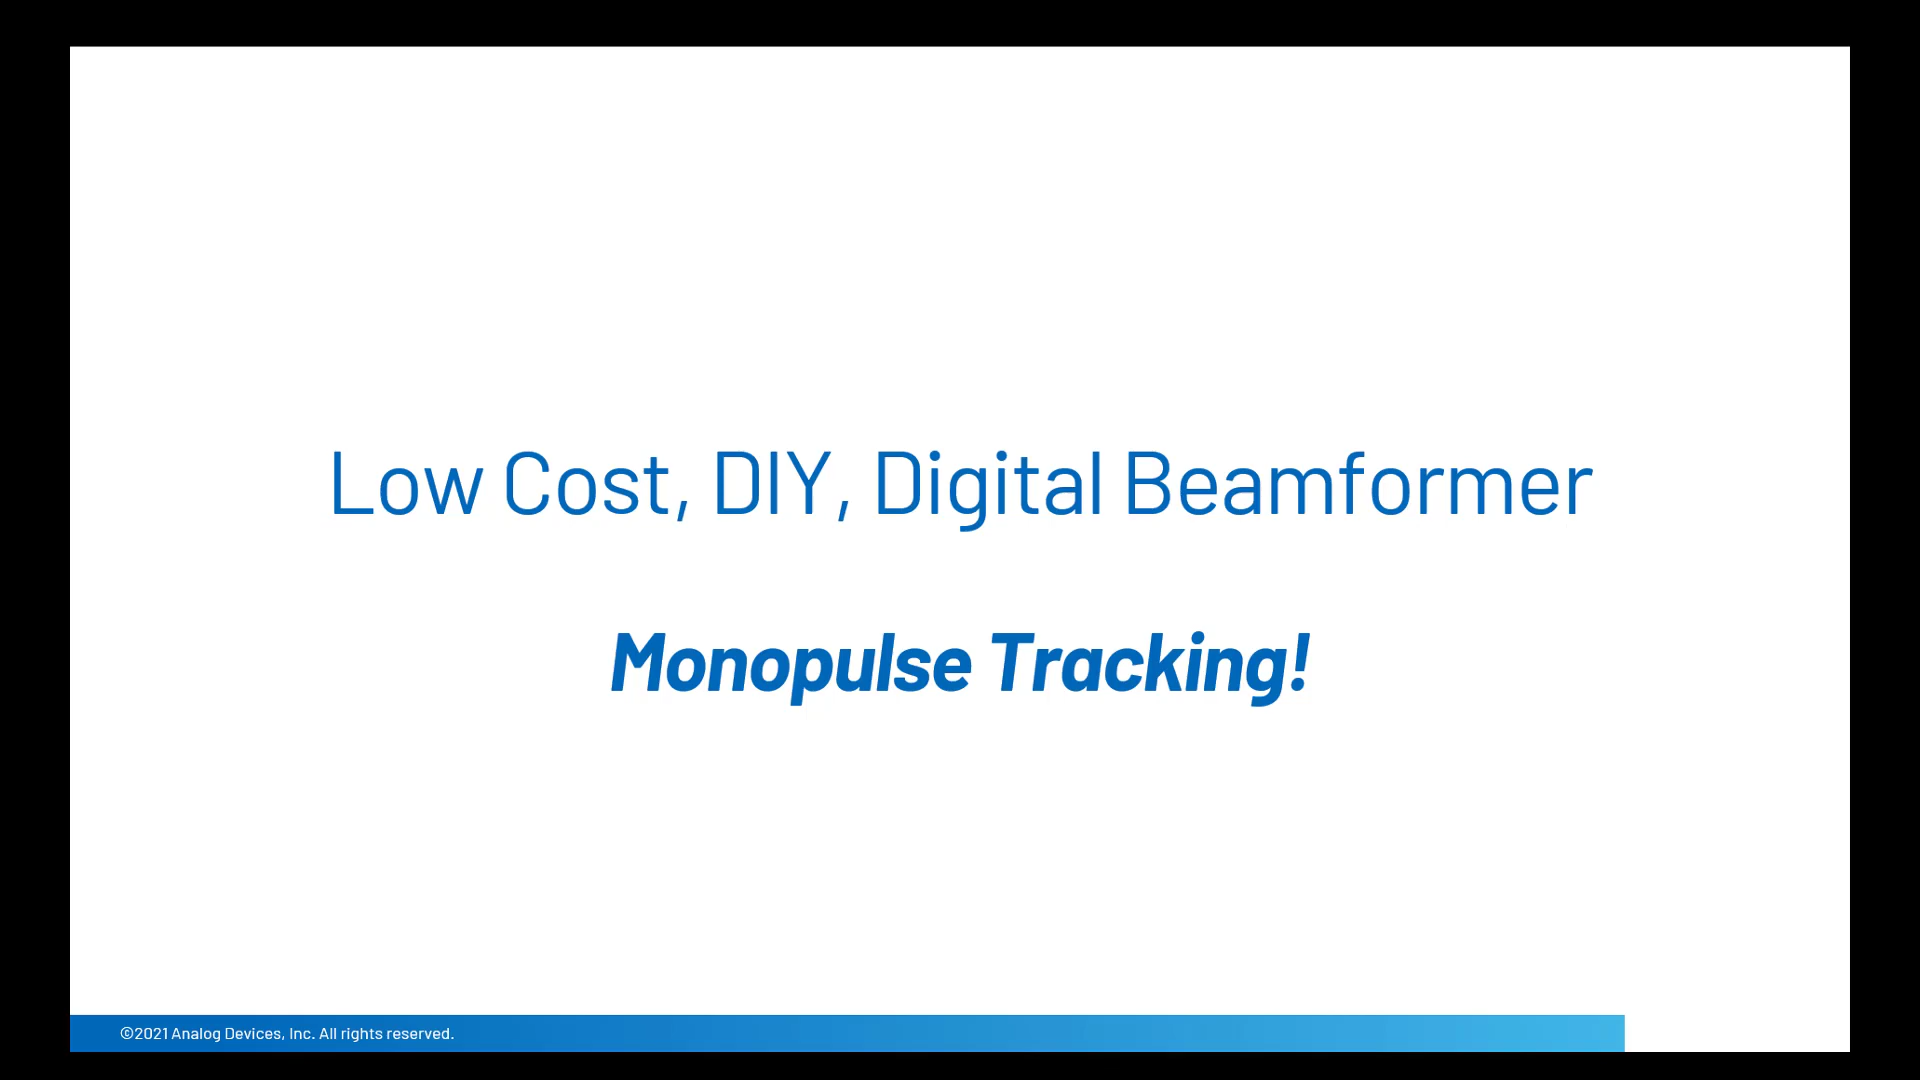 Low Cost, DIY, Digital Beamformer
Monopulse Tracking!
©2021 Analog Devices, Inc. All rights reserved.